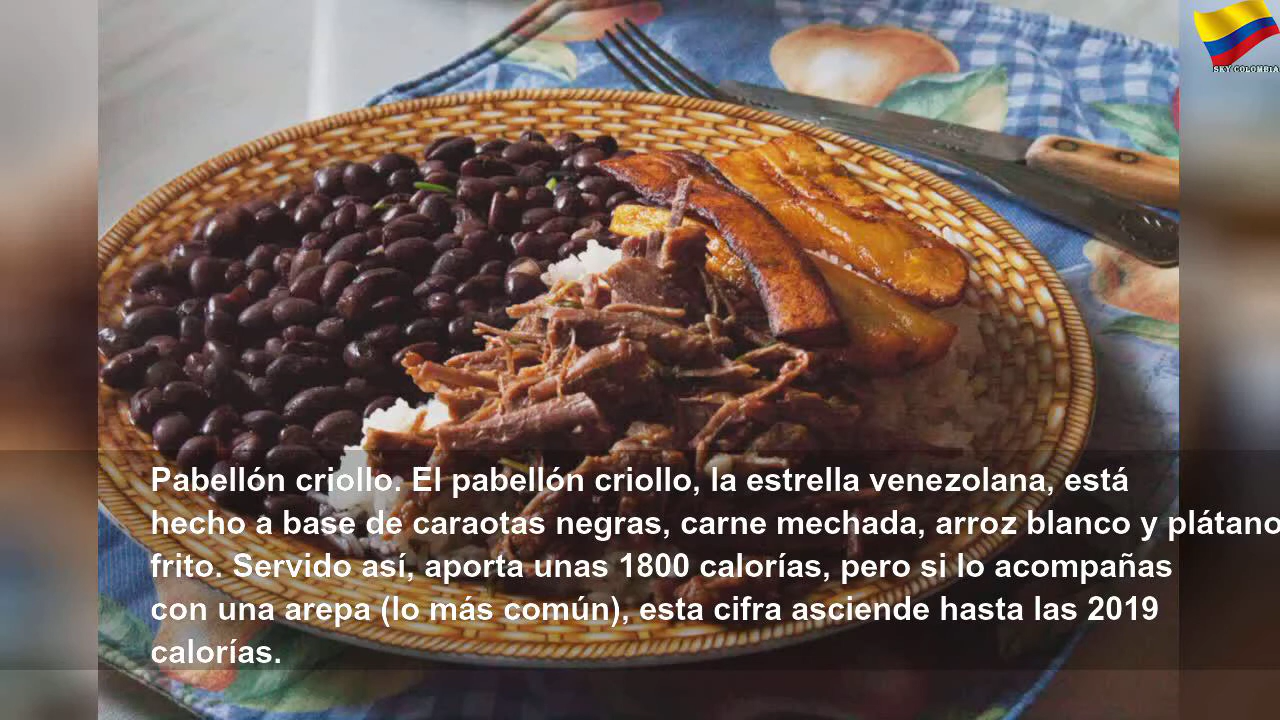 SKY COLOMBIA
Pabellón criollo. El pabellón criollo, la estrella venezolana, está
hecho a base de caraotas negras, carne mechada, arroz blanco y plátano
frito. Servido así, aporta unas 1800 calorías, pero si lo acompañas
con una arepa (lo más común), esta cifra asciende hasta las 2019
calorías.